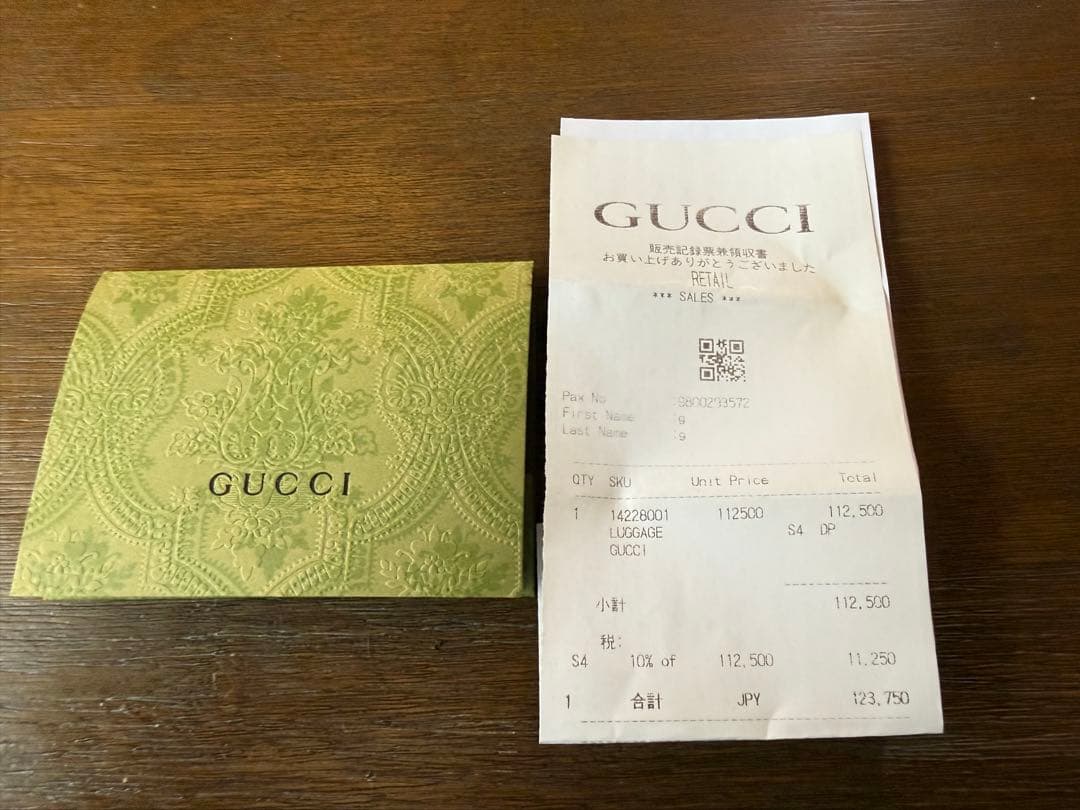 GUCCI
GUCCI
販売記録票兼領収書
お買い上げありがとうございました
RETAIL
*** SALES ***
Pax No :9800293572
First Name :g
Last Name :g
QTY SKU Unit Price Total
1 14228001 112500 112,500
LUGGAGE S4 DP
GUCCI
小計 112,500
税:
S4 10% of 112,500 11,250
1 合計 JPY 123,750